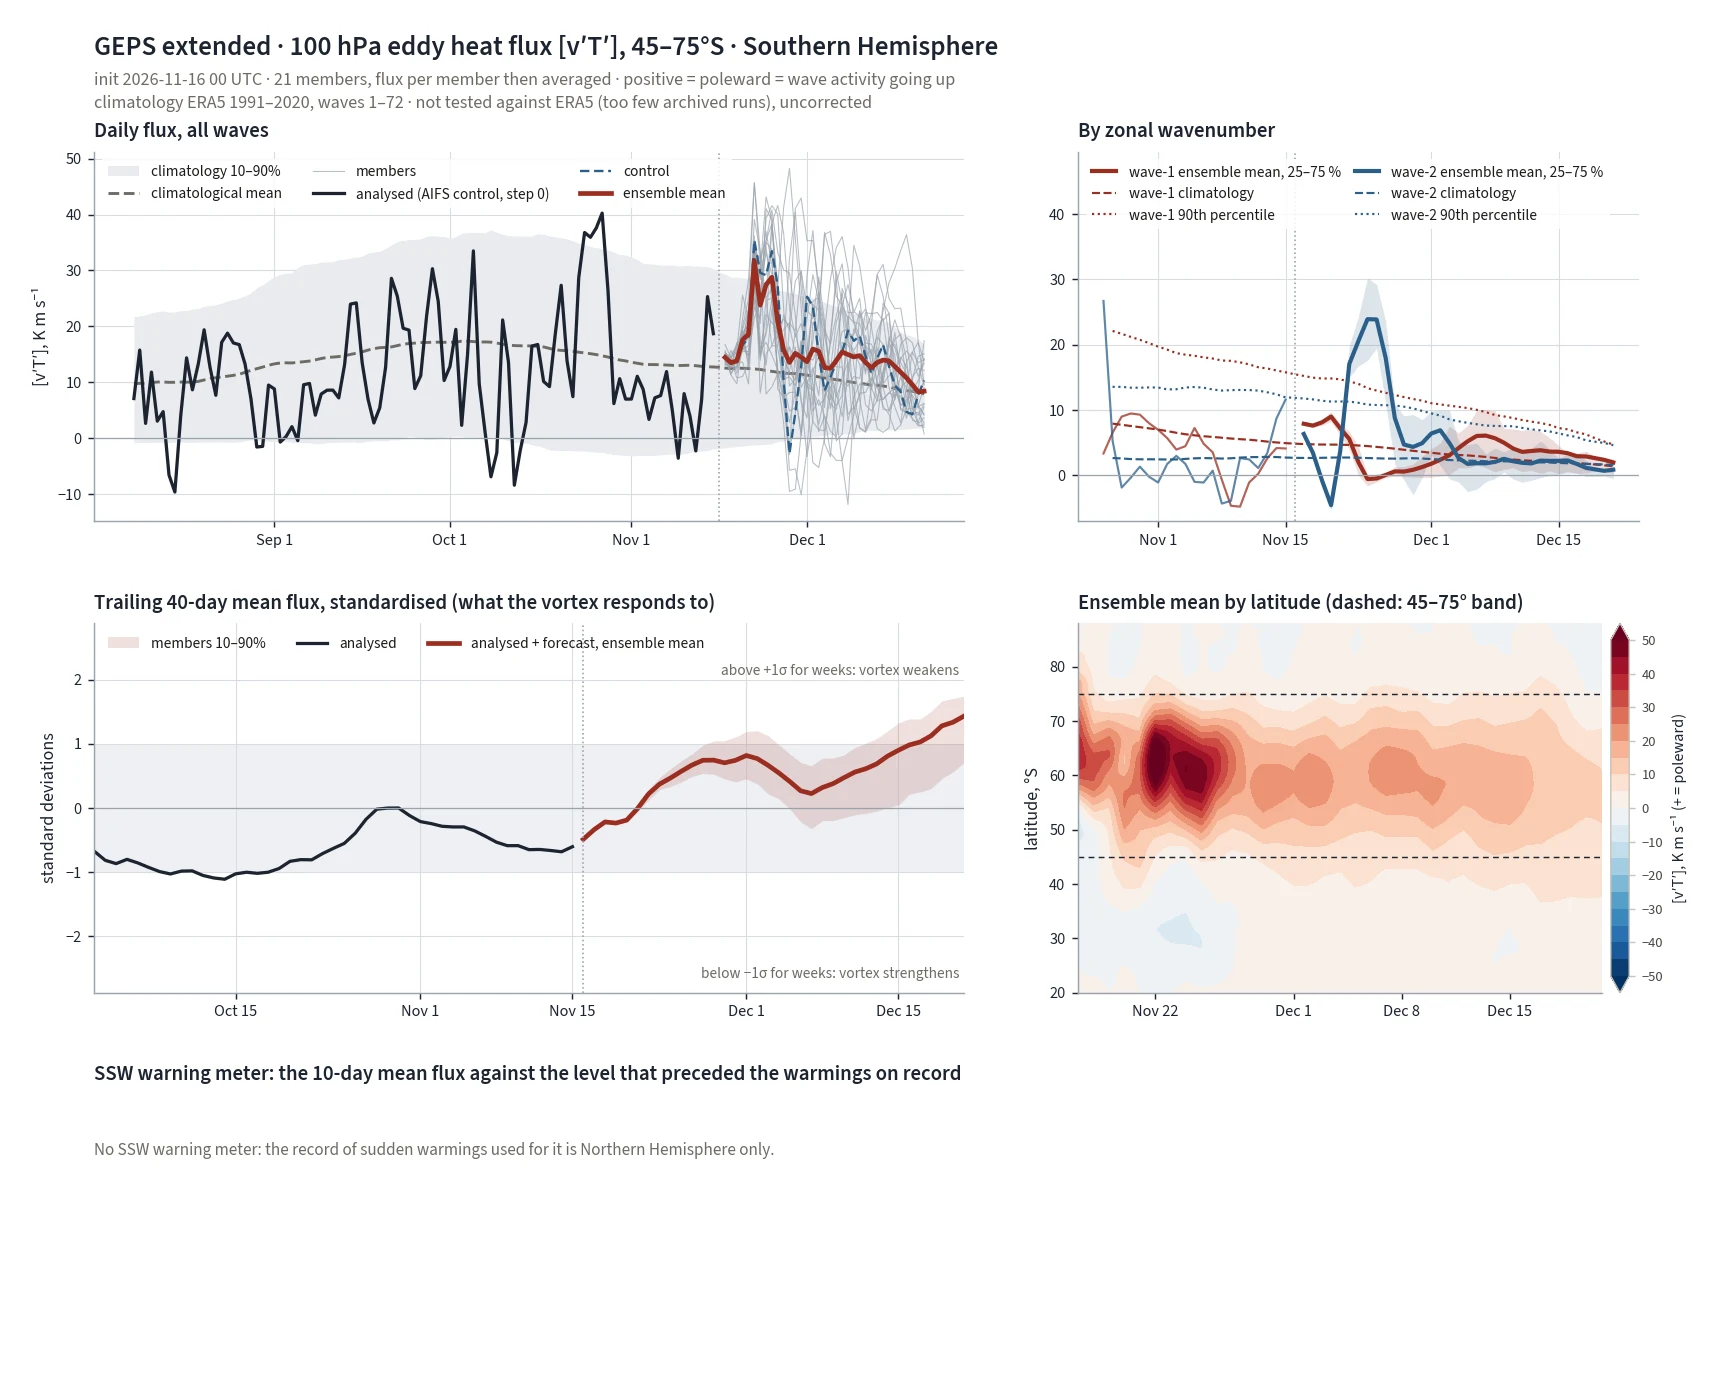 GEPS extended · 100 hPa eddy heat flux [v′T′], 45–75°S · Southern Hemisphere
init 2026-11-16 00 UTC · 21 members, flux per member then averaged · positive = poleward = wave activity going up
climatology ERA5 1991–2020, waves 1–72 · not tested against ERA5 (too few archived runs), uncorrected
Daily flux, all waves
climatology 10–90%
members
control
climatological mean
analysed (AIFS control, step 0)
ensemble mean
[v′T′], K m s⁻¹
50
40
30
20
10
0
−10
Sep 1
Oct 1
Nov 1
Dec 1
By zonal wavenumber
wave-1 ensemble mean, 25–75 %
wave-2 ensemble mean, 25–75 %
wave-1 climatology
wave-2 climatology
wave-1 90th percentile
wave-2 90th percentile
40
30
20
10
0
Nov 1
Nov 15
Dec 1
Dec 15
Trailing 40-day mean flux, standardised (what the vortex responds to)
members 10–90%
analysed
analysed + forecast, ensemble mean
above +1σ for weeks: vortex weakens
below −1σ for weeks: vortex strengthens
standard deviations
2
1
0
−1
−2
Oct 15
Nov 1
Nov 15
Dec 1
Dec 15
Ensemble mean by latitude (dashed: 45–75° band)
latitude, °S
80
70
60
50
40
30
20
Nov 22
Dec 1
Dec 8
Dec 15
50
40
30
20
10
0
−10
−20
−30
−40
−50
[v′T′], K m s⁻¹ (+ = poleward)
SSW warning meter: the 10-day mean flux against the level that preceded the warmings on record
No SSW warning meter: the record of sudden warmings used for it is Northern Hemisphere only.